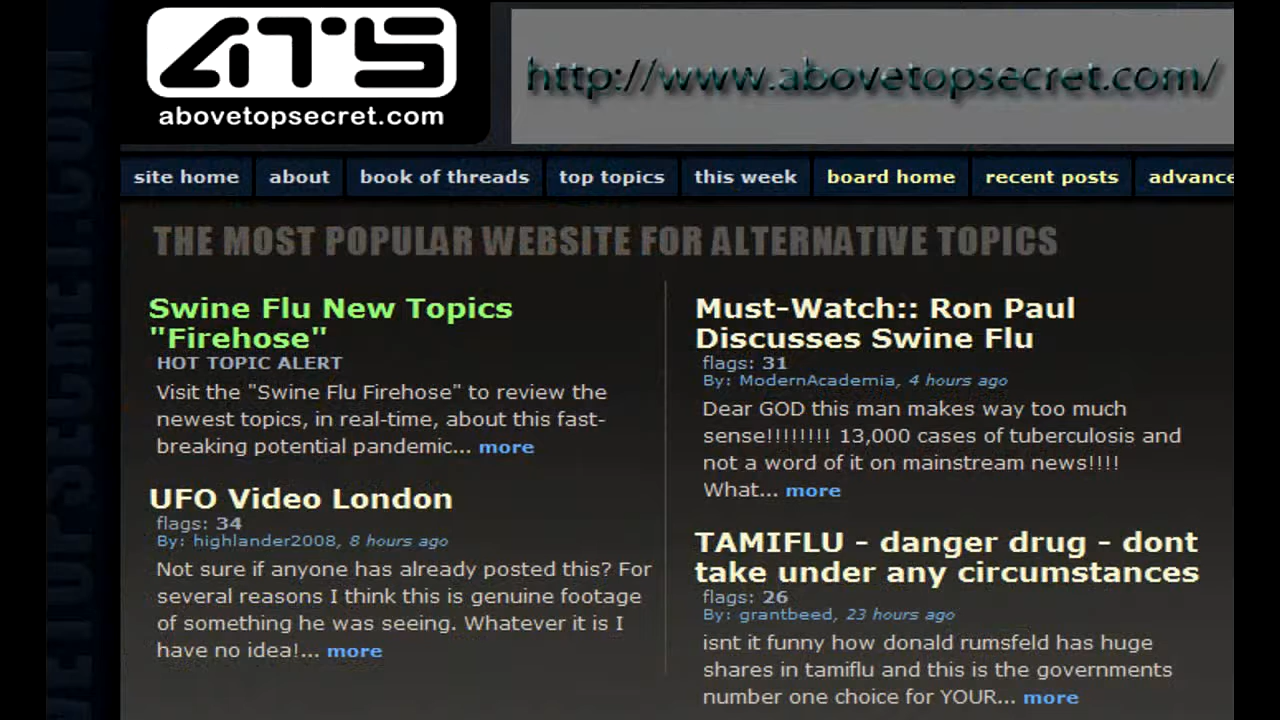 ATS
abovetopsecret.com
http://www.abovetopsecret.com/
site home
about
book of threads
top topics
this week
board home
recent posts
advance
THE MOST POPULAR WEBSITE FOR ALTERNATIVE TOPICS
Swine Flu New Topics
"Firehose"
HOT TOPIC ALERT
Visit the "Swine Flu Firehose" to review the
newest topics, in real-time, about this fast-
breaking potential pandemic... more
UFO Video London
flags: 34
By: highlander2008, 8 hours ago
Not sure if anyone has already posted this? For
several reasons I think this is genuine footage
of something he was seeing. Whatever it is I
have no idea!... more
Must-Watch:: Ron Paul
Discusses Swine Flu
flags: 31
By: ModernAcademia, 4 hours ago
Dear GOD this man makes way too much
sense!!!!!!!! 13,000 cases of tuberculosis and
not a word of it on mainstream news!!!!
What... more
TAMIFLU - danger drug - dont
take under any circumstances
flags: 26
By: grantbeed, 23 hours ago
isnt it funny how donald rumsfeld has huge
shares in tamiflu and this is the governments
number one choice for YOUR... more